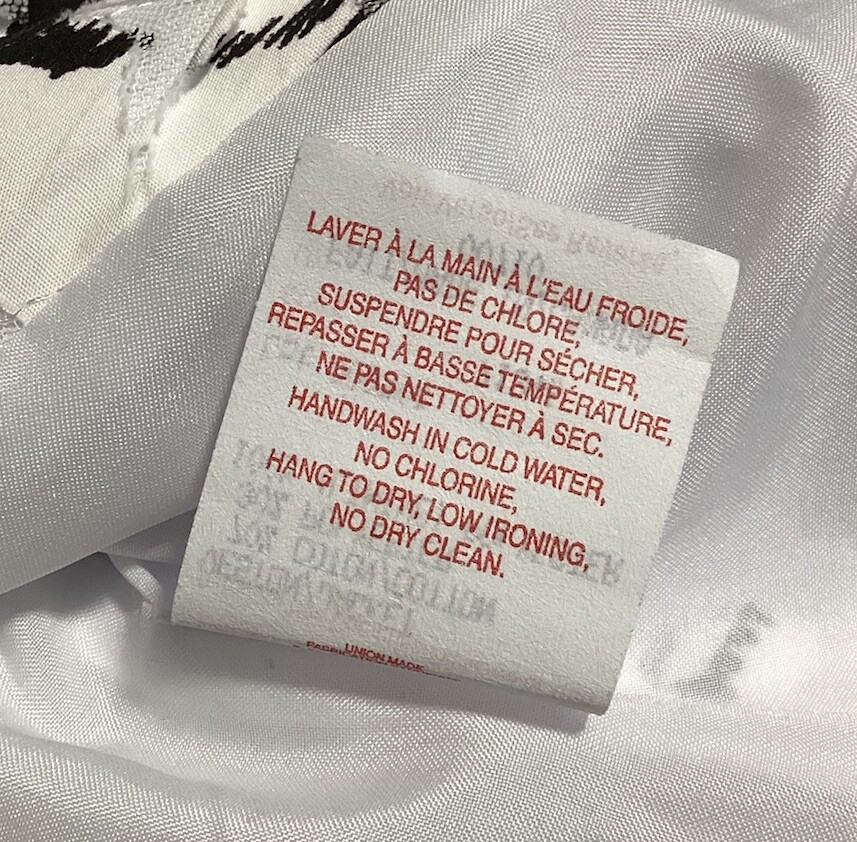 LAVER À LA MAIN À L'EAU FROIDE,
PAS DE CHLORE,
SUSPENDRE POUR SÉCHER,
REPASSER À BASSE TEMPÉRATURE,
NE PAS NETTOYER À SEC.
HANDWASH IN COLD WATER,
NO CHLORINE,
HANG TO DRY, LOW IRONING,
NO DRY CLEAN.
UNION MADE